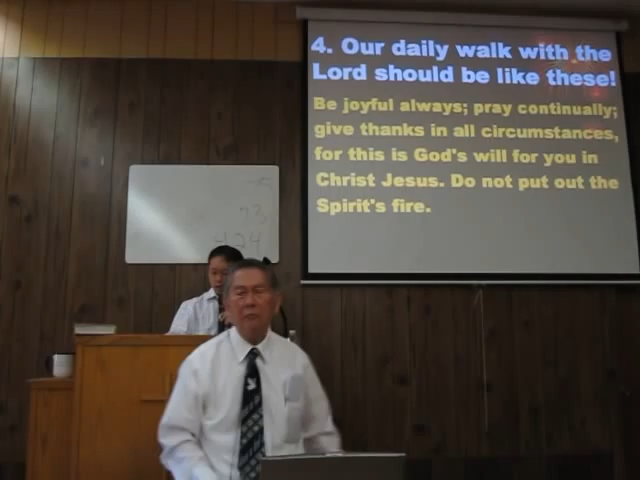 4. Our daily walk with the
Lord should be like these!
Be joyful always; pray continually;
give thanks in all circumstances,
for this is God's will for you in
Christ Jesus. Do not put out the
Spirit's fire.
424